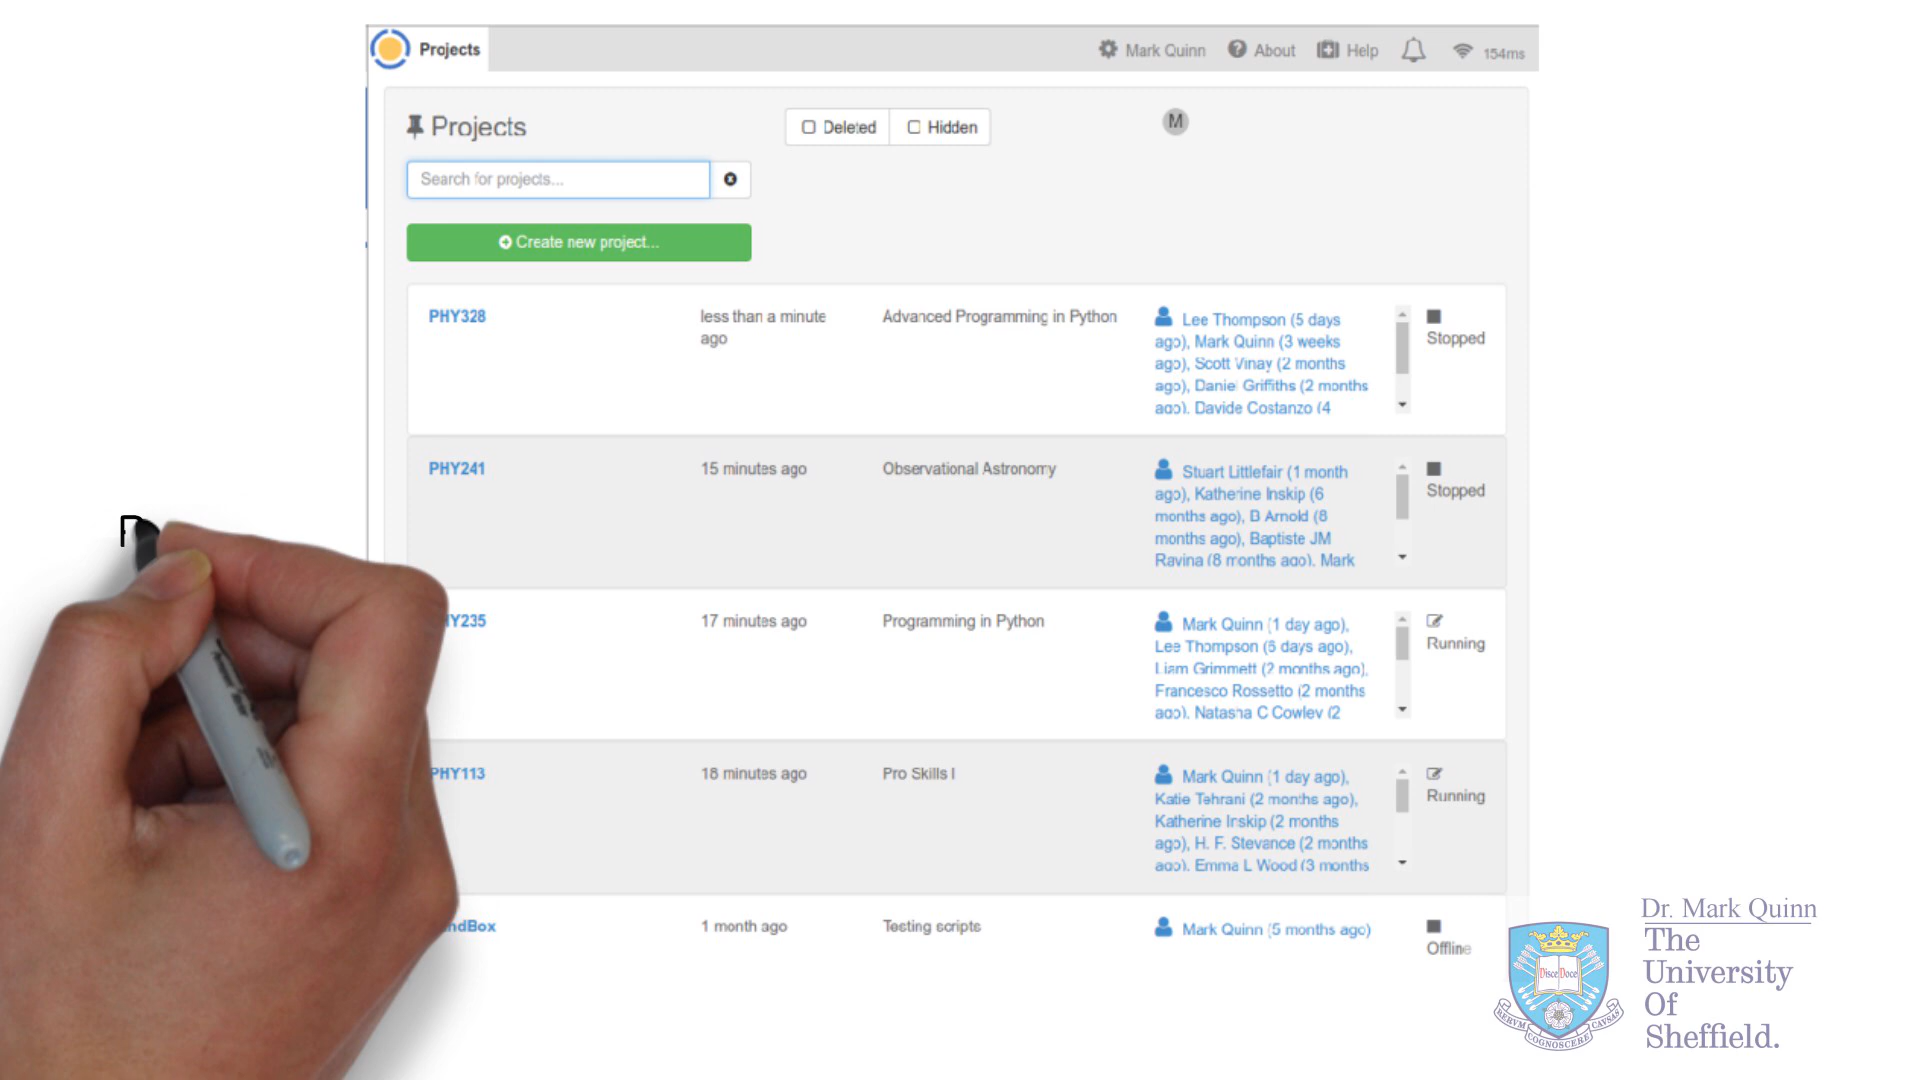 Projects
Mark Quinn
About
Help
154ms
Projects
Deleted
Hidden
M
Search for projects...
Create new project...
PHY328
less than a minute
ago
Advanced Programming in Python
Lee Thompson (5 days
ago), Mark Quinn (3 weeks
ago), Scott Vinay (2 months
ago), Daniel Griffiths (2 months
ago), Davide Costanzo (4
Stopped
PHY241
15 minutes ago
Observational Astronomy
Stuart Littlefair (1 month
ago), Katherine Inskip (6
months ago), B Arnold (8
months ago), Baptiste JM
Ravina (8 months ago), Mark
Stopped
Y235
17 minutes ago
Programming in Python
Mark Quinn (1 day ago),
Lee Thompson (6 days ago),
Liam Grimmett (2 months ago),
Francesco Rossetto (2 months
ago), Natasha C Cowley (2
Running
PHY113
18 minutes ago
Pro Skills I
Mark Quinn (1 day ago),
Katie Tehrani (2 months ago),
Katherine Inskip (2 months
ago), H. F. Stevance (2 months
ago), Emma L Wood (3 months
Running
ndBox
1 month ago
Testing scripts
Mark Quinn (5 months ago)
Offline
Dr. Mark Quinn
The
University
Of
Sheffield.
Disce Doce
RERVM COGNOSCERE CAVSAS